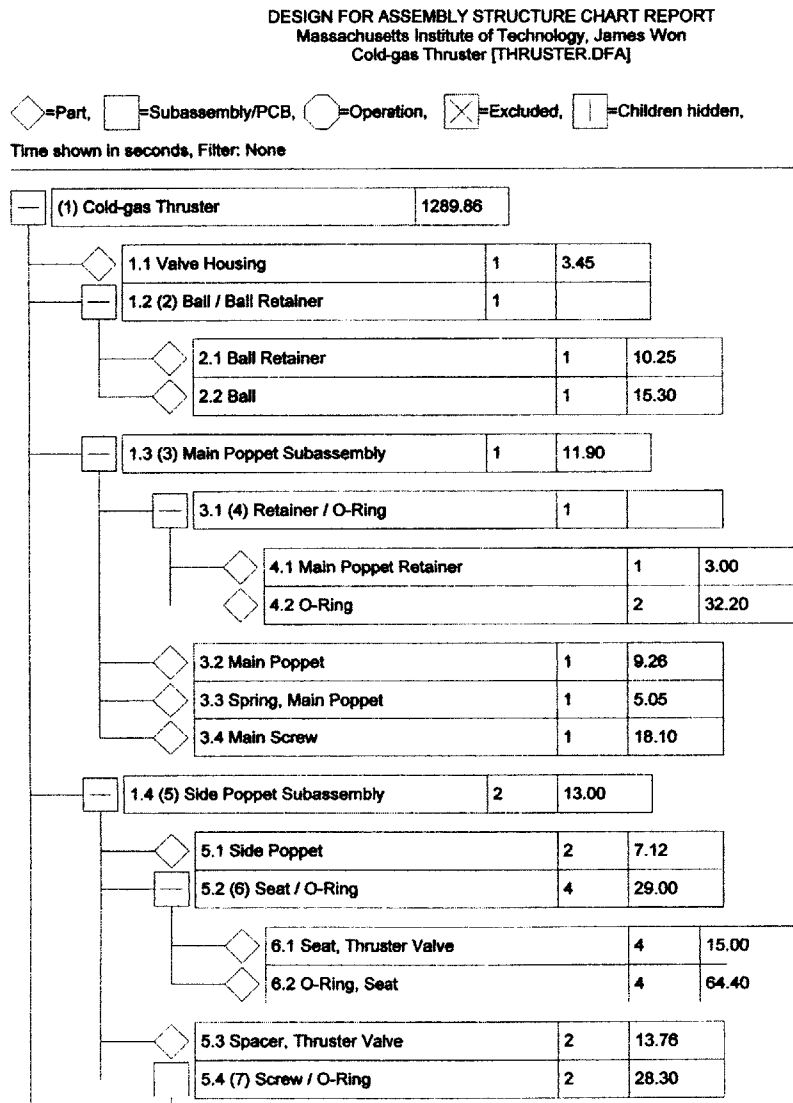 DESIGN FOR ASSEMBLY STRUCTURE CHART REPORT
Massachusetts Institute of Technology, James Won
Cold-gas Thruster [THRUSTER.DFA]
=Part, =Subassembly/PCB, =Operation, =Excluded, =Children hidden,
Time shown in seconds, Filter: None
(1) Cold-gas Thruster 1289.86
1.1 Valve Housing 1 3.45
1.2 (2) Ball / Ball Retainer 1
2.1 Ball Retainer 1 10.25
2.2 Ball 1 15.30
1.3 (3) Main Poppet Subassembly 1 11.90
3.1 (4) Retainer / O-Ring 1
4.1 Main Poppet Retainer 1 3.00
4.2 O-Ring 2 32.20
3.2 Main Poppet 1 9.26
3.3 Spring, Main Poppet 1 5.05
3.4 Main Screw 1 18.10
1.4 (5) Side Poppet Subassembly 2 13.00
5.1 Side Poppet 2 7.12
5.2 (6) Seat / O-Ring 4 29.00
6.1 Seat, Thruster Valve 4 15.00
6.2 O-Ring, Seat 4 64.40
5.3 Spacer, Thruster Valve 2 13.76
5.4 (7) Screw / O-Ring 2 28.30